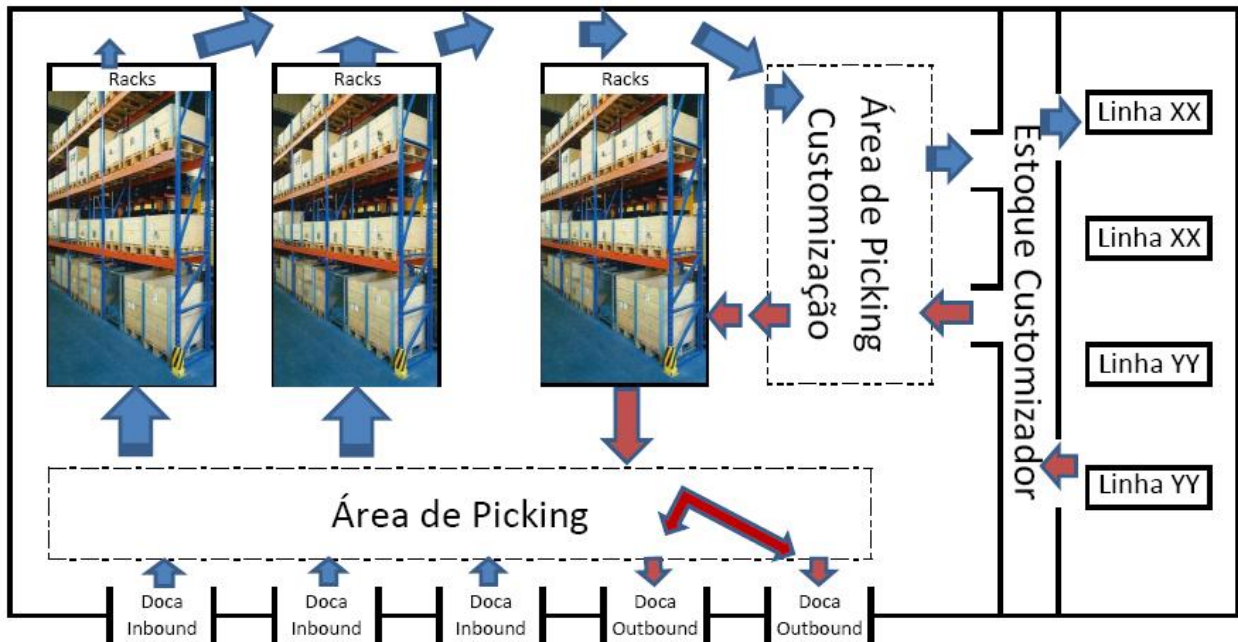 Racks
Racks
Racks
Área de Picking
Customização
Estoque Customizador
Linha XX
Linha XX
Linha YY
Linha YY
Área de Picking
Doca
Inbound
Doca
Inbound
Doca
Inbound
Doca
Outbound
Doca
Outbound